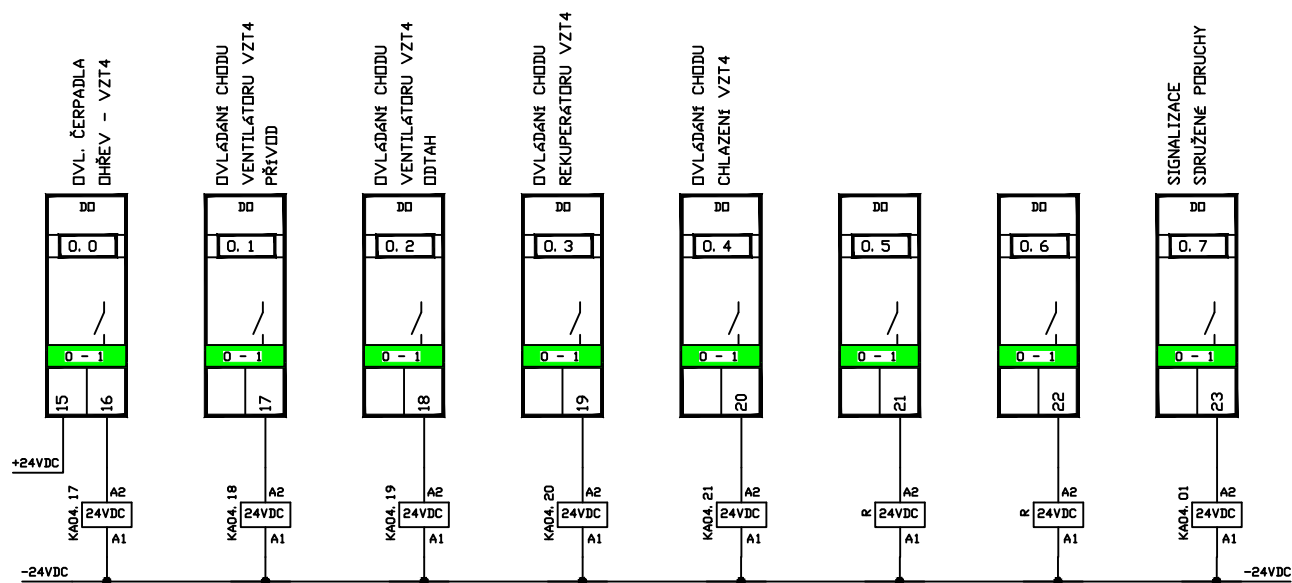 OVL. ČERPADLA
OHŘEV - VZT4
OVLÁDÁNÍ CHODU
VENTILÁTORU VZT4
PŘÍVOD
OVLÁDÁNÍ CHODU
VENTILÁTORU VZT4
ODTAH
OVLÁDÁNÍ CHODU
REKUPERÁTORU VZT4
OVLÁDÁNÍ CHODU
CHLAZENÍ VZT4
SIGNALIZACE
SDRUŽENÉ PORUCHY
DO DO DO DO DO DO DO DO
0.0 0.1 0.2 0.3 0.4 0.5 0.6 0.7
0 - 1 0 - 1 0 - 1 0 - 1 0 - 1 0 - 1 0 - 1 0 - 1
15 16 17 18 19 20 21 22 23
+24VDC
A2 A2 A2 A2 A2 A2 A2 A2
KA04.17 24VDC KA04.18 24VDC KA04.19 24VDC KA04.20 24VDC KA04.21 24VDC R 24VDC R 24VDC KA04.01 24VDC
A1 A1 A1 A1 A1 A1 A1 A1
-24VDC -24VDC